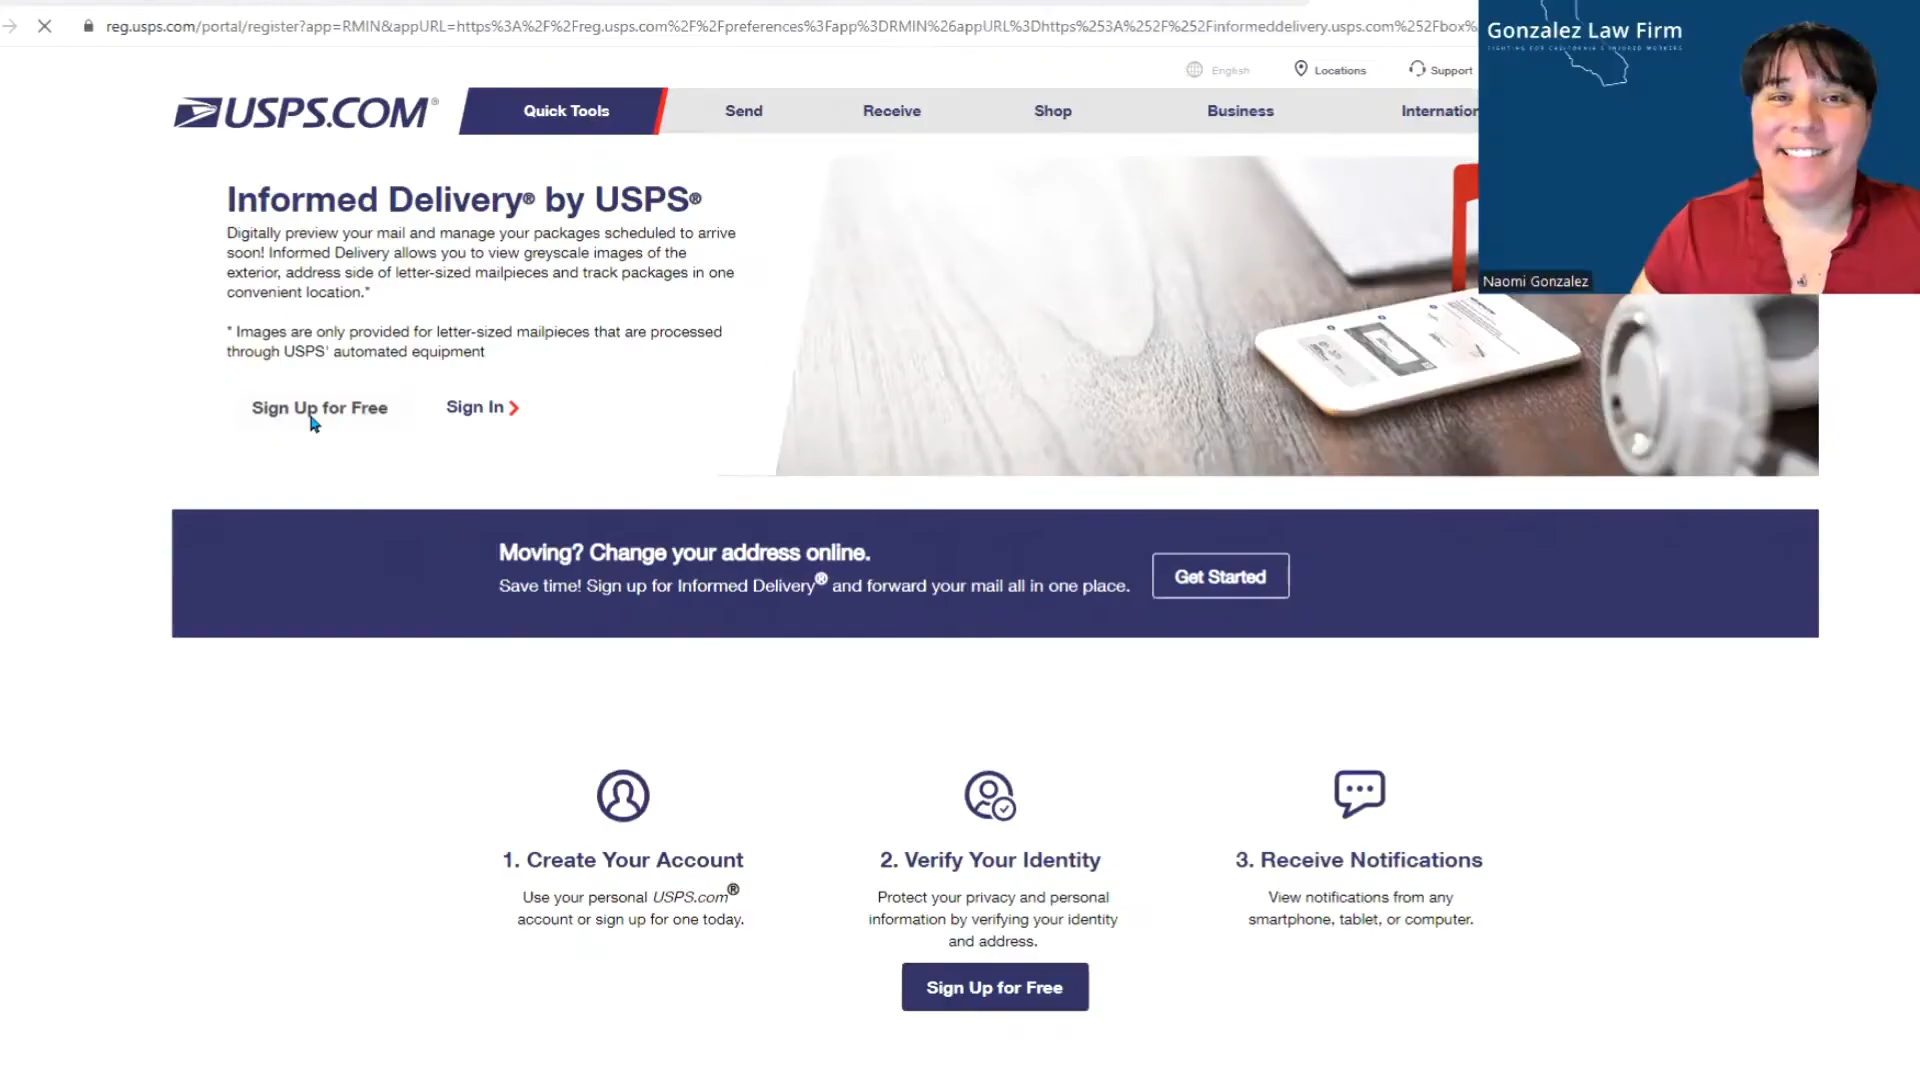 reg.usps.com/portal/register?app=RMIN&appURL=https%3A%2F%2Freg.usps.com%2F%2Fpreferences%3Fapp%3DRMIN%26appURL%3Dhttps%253A%252F%252Finformeddelivery.usps.com%252Fbox%
Gonzalez Law Firm
FIGHTING FOR CALIFORNIA'S INJURED WORKERS
English
Locations
Support
USPS.COM®
Quick Tools
Send
Receive
Shop
Business
Internation
Naomi Gonzalez
Informed Delivery® by USPS®
Digitally preview your mail and manage your packages scheduled to arrive
soon! Informed Delivery allows you to view greyscale images of the
exterior, address side of letter-sized mailpieces and track packages in one
convenient location.*
* Images are only provided for letter-sized mailpieces that are processed
through USPS' automated equipment
Sign Up for Free
Sign In
Moving? Change your address online.
Save time! Sign up for Informed Delivery® and forward your mail all in one place.
Get Started
1. Create Your Account
Use your personal USPS.com®
account or sign up for one today.
2. Verify Your Identity
Protect your privacy and personal
information by verifying your identity
and address.
3. Receive Notifications
View notifications from any
smartphone, tablet, or computer.
Sign Up for Free